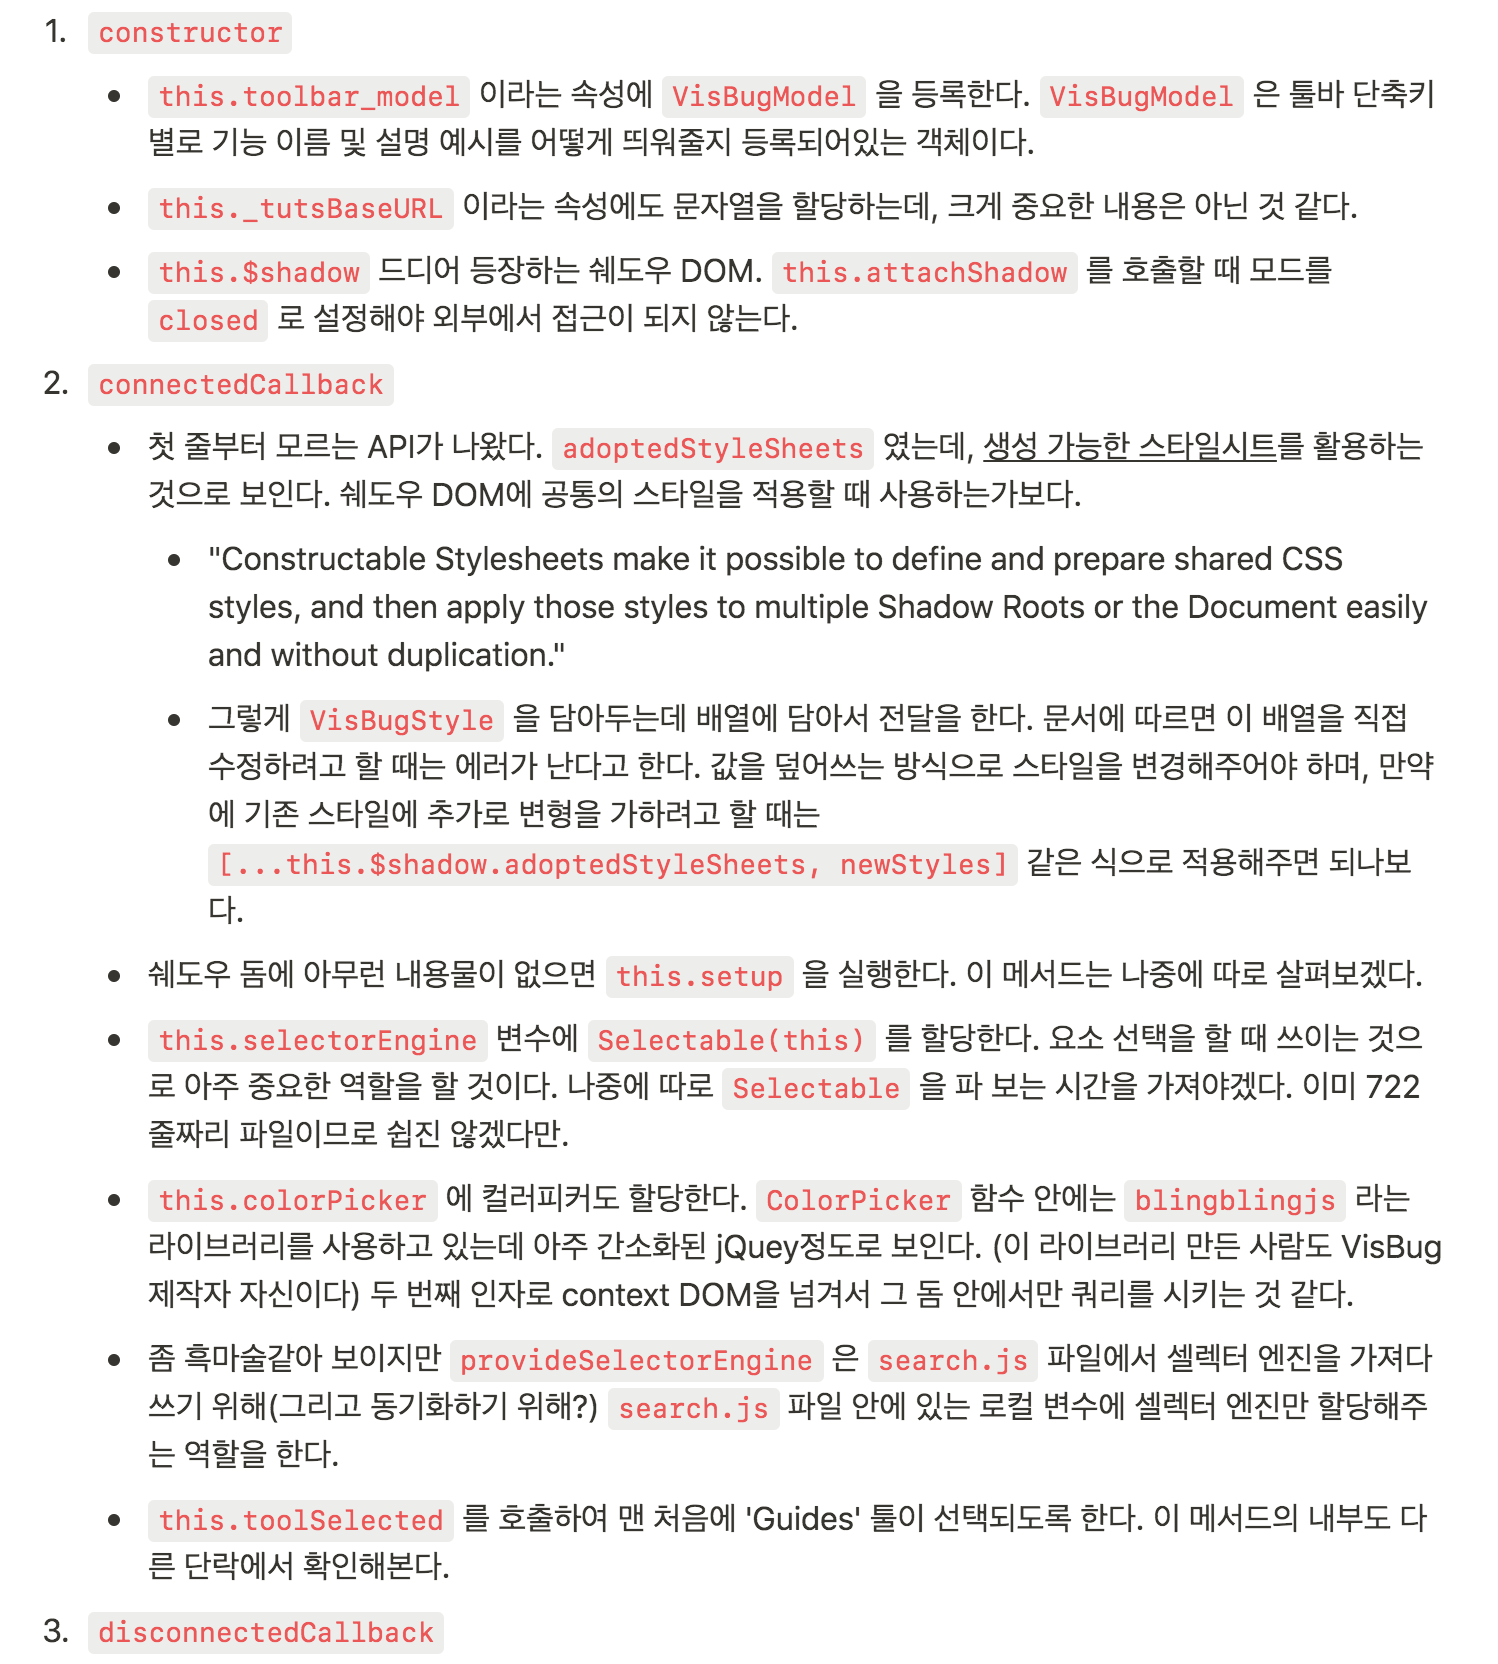 1. constructor
• this.toolbar_model 이라는 속성에 VisBugModel 을 등록한다. VisBugModel 은 툴바 단축키
별로 기능 이름 및 설명 예시를 어떻게 띄워줄지 등록되어있는 객체이다.
• this._tutsBaseURL 이라는 속성에도 문자열을 할당하는데, 크게 중요한 내용은 아닌 것 같다.
• this.$shadow 드디어 등장하는 쉐도우 DOM. this.attachShadow 를 호출할 때 모드를
closed 로 설정해야 외부에서 접근이 되지 않는다.
2. connectedCallback
• 첫 줄부터 모르는 API가 나왔다. adoptedStyleSheets 였는데, 생성 가능한 스타일시트를 활용하는
것으로 보인다. 쉐도우 DOM에 공통의 스타일을 적용할 때 사용하는가보다.
• "Constructable Stylesheets make it possible to define and prepare shared CSS
styles, and then apply those styles to multiple Shadow Roots or the Document easily
and without duplication."
• 그렇게 VisBugStyle 을 담아두는데 배열에 담아서 전달을 한다. 문서에 따르면 이 배열을 직접
수정하려고 할 때는 에러가 난다고 한다. 값을 덮어쓰는 방식으로 스타일을 변경해주어야 하며, 만약
에 기존 스타일에 추가로 변형을 가하려고 할 때는
[...this.$shadow.adoptedStyleSheets, newStyles] 같은 식으로 적용해주면 되나보
다.
• 쉐도우 돔에 아무런 내용물이 없으면 this.setup 을 실행한다. 이 메서드는 나중에 따로 살펴보겠다.
• this.selectorEngine 변수에 Selectable(this) 를 할당한다. 요소 선택을 할 때 쓰이는 것으
로 아주 중요한 역할을 할 것이다. 나중에 따로 Selectable 을 파 보는 시간을 가져야겠다. 이미 722
줄짜리 파일이므로 쉽진 않겠다만.
• this.colorPicker 에 컬러피커도 할당한다. ColorPicker 함수 안에는 blingblingjs 라는
라이브러리를 사용하고 있는데 아주 간소화된 jQuey정도로 보인다. (이 라이브러리 만든 사람도 VisBug
제작자 자신이다) 두 번째 인자로 context DOM을 넘겨서 그 돔 안에서만 쿼리를 시키는 것 같다.
• 좀 흑마술같아 보이지만 provideSelectorEngine 은 search.js 파일에서 셀렉터 엔진을 가져다
쓰기 위해(그리고 동기화하기 위해?) search.js 파일 안에 있는 로컬 변수에 셀렉터 엔진만 할당해주
는 역할을 한다.
• this.toolSelected 를 호출하여 맨 처음에 'Guides' 툴이 선택되도록 한다. 이 메서드의 내부도 다
른 단락에서 확인해본다.
3. disconnectedCallback